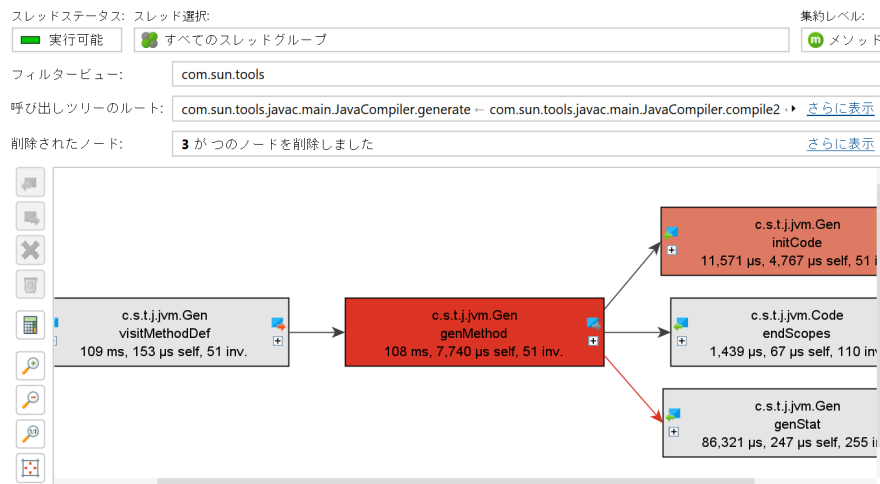 スレッドステータス: スレッド選択: 集約レベル:
実行可能 すべてのスレッドグループ m メソッド
フィルタービュー: com.sun.tools
呼び出しツリーのルート: com.sun.tools.javac.main.JavaCompiler.generate ← com.sun.tools.javac.main.JavaCompiler.compile2 さらに表示
削除されたノード: 3 が つのノードを削除しました さらに表示
c.s.t.j.jvm.Gen
initCode
11,571 µs, 4,767 µs self, 51 i
c.s.t.j.jvm.Gen
visitMethodDef
109 ms, 153 µs self, 51 inv.
c.s.t.j.jvm.Gen
genMethod
108 ms, 7,740 µs self, 51 inv.
c.s.t.j.jvm.Code
endScopes
1,439 µs, 67 µs self, 110 inv
c.s.t.j.jvm.Gen
genStat
86,321 µs, 247 µs self, 255 i
1:1